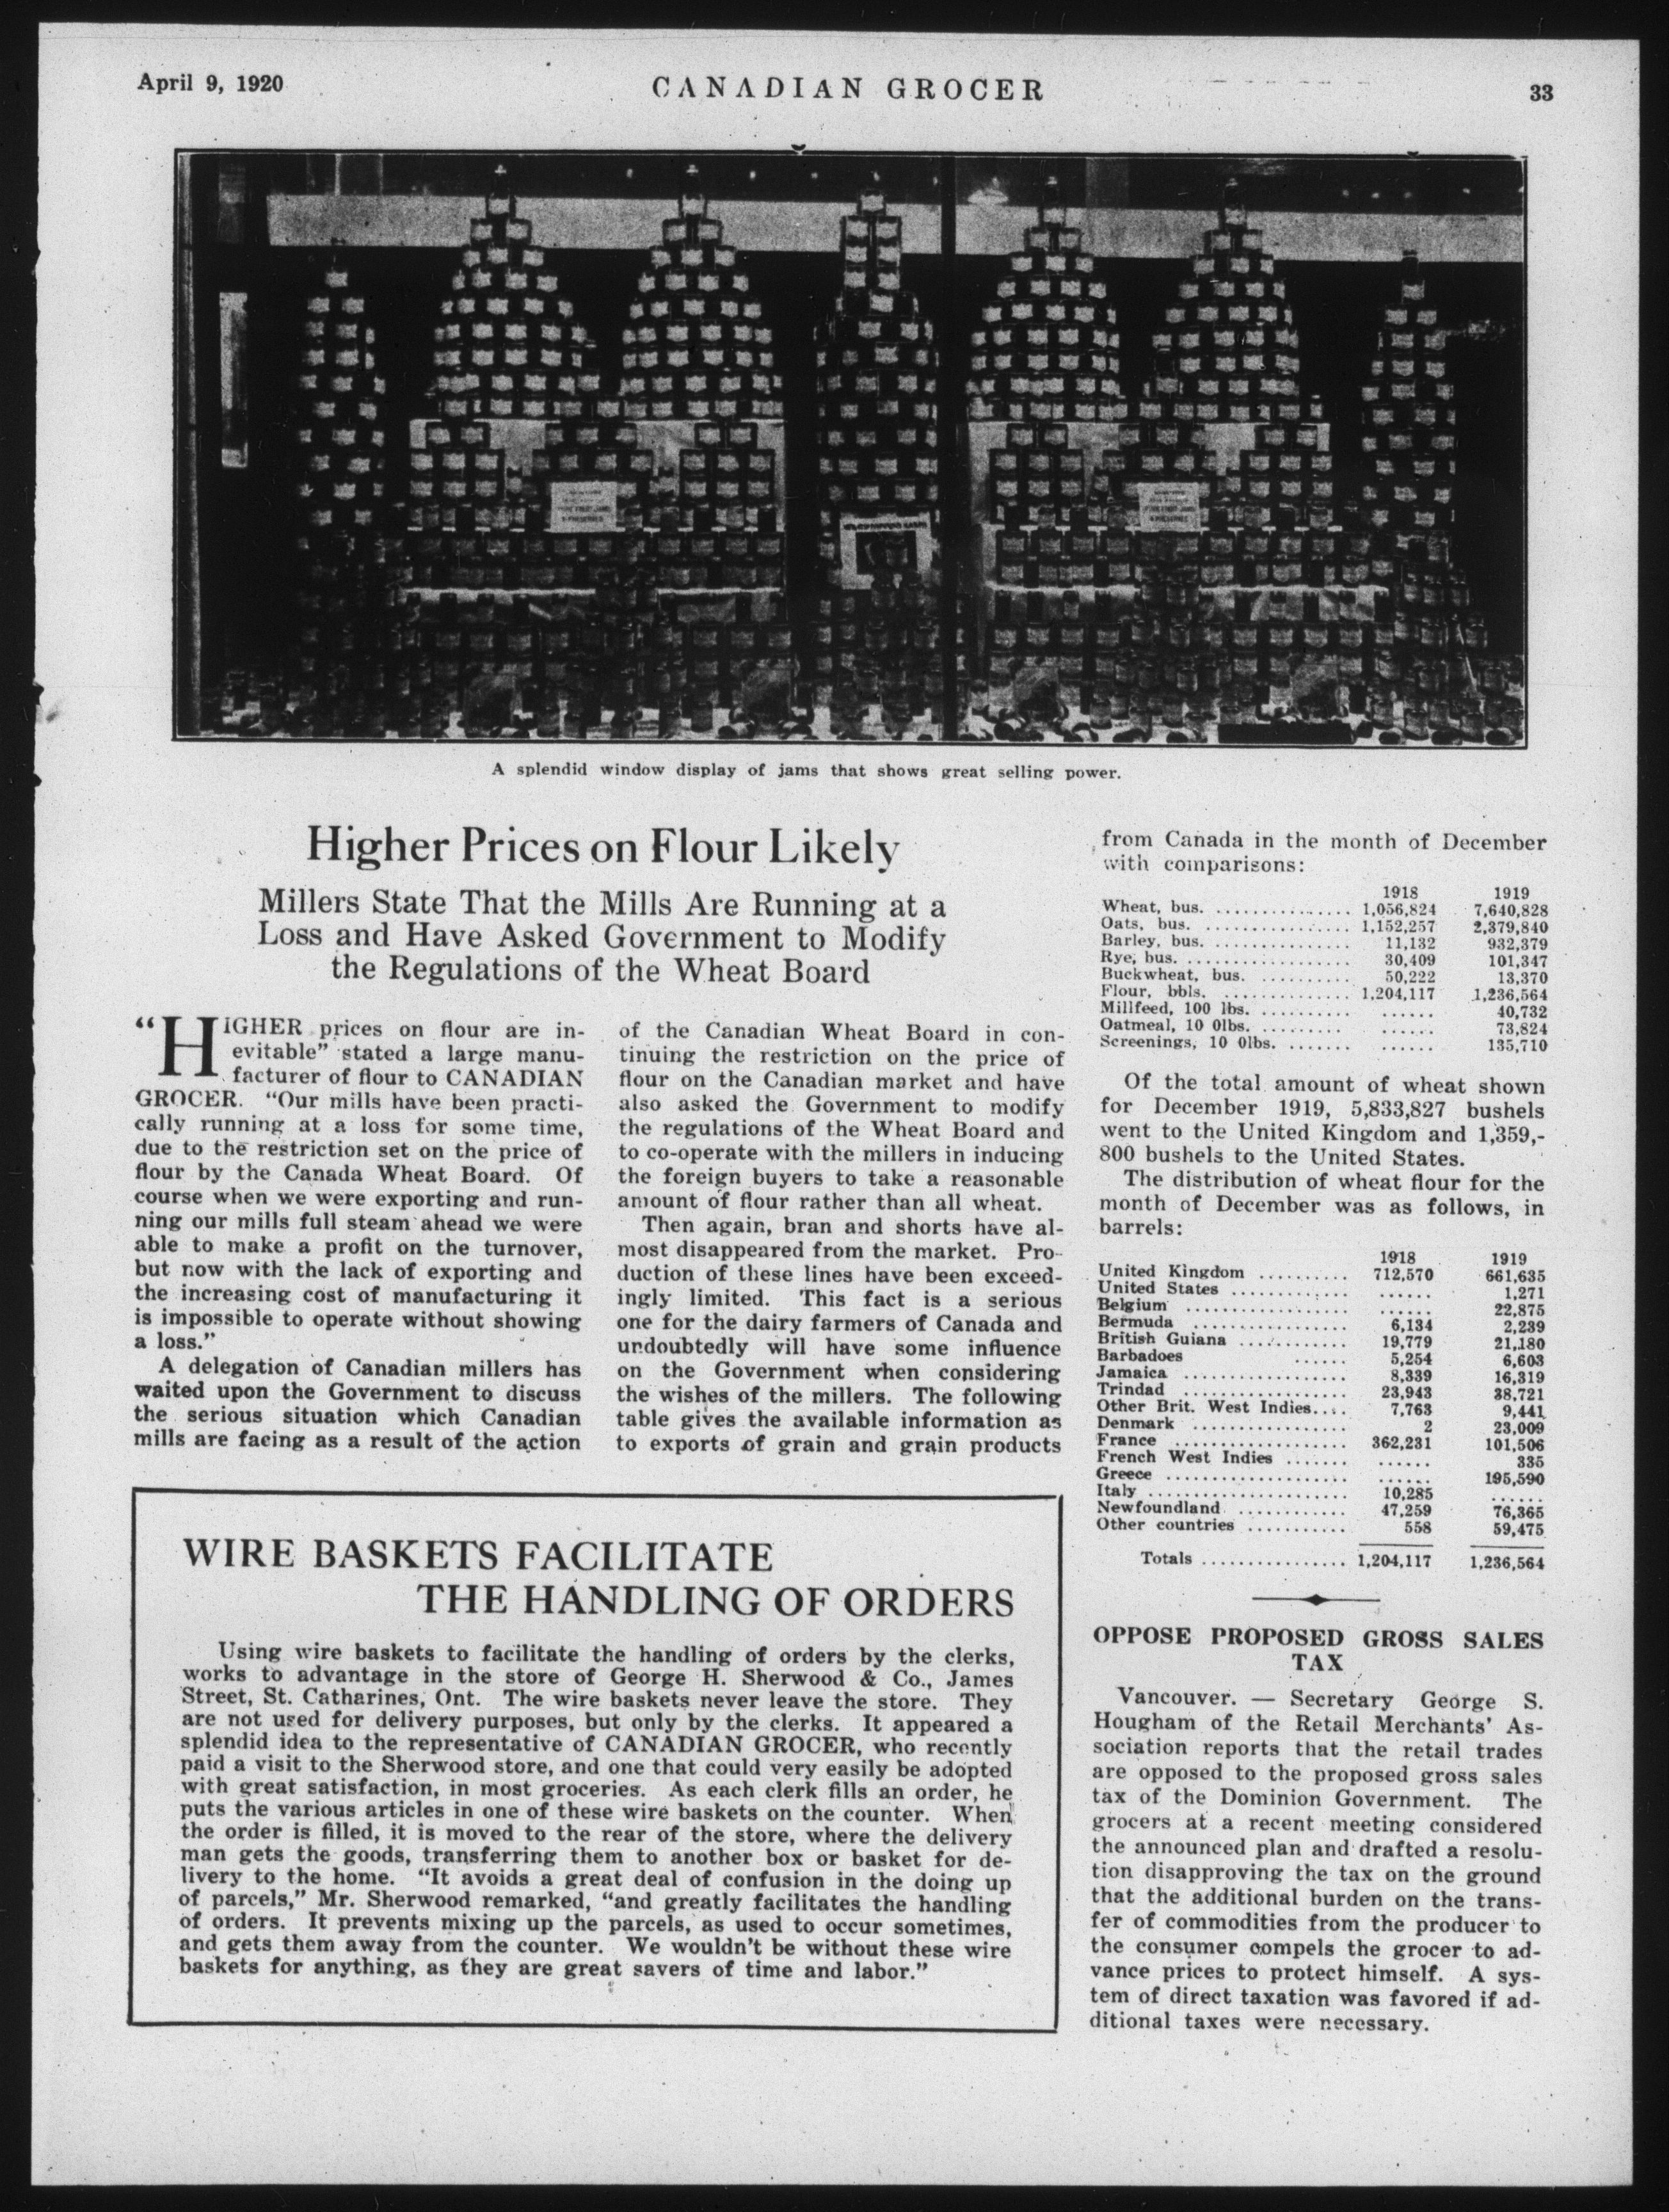 April 9, 1920
CANADIAN GROCER
33
A splendid window display of jams that shows great selling power.
Higher Prices on Flour Likely
Millers State That the Mills Are Running at a
Loss and Have Asked Government to Modify
the Regulations of the Wheat Board
“HIGHER prices on flour are in-
evitable” stated a large manu-
facturer of flour to CANADIAN
GROCER. “Our mills have been practi-
cally running at a loss for some time,
due to the restriction set on the price of
flour by the Canada Wheat Board. Of
course when we were exporting and run-
ning our mills full steam ahead we were
able to make a profit on the turnover,
but now with the lack of exporting and
the increasing cost of manufacturing it
is impossible to operate without showing
a loss.”
A delegation of Canadian millers has
waited upon the Government to discuss
the serious situation which Canadian
mills are facing as a result of the action
of the Canadian Wheat Board in con-
tinuing the restriction on the price of
flour on the Canadian market and have
also asked the Government to modify
the regulations of the Wheat Board and
to co-operate with the millers in inducing
the foreign buyers to take a reasonable
amount of flour rather than all wheat.
Then again, bran and shorts have al-
most disappeared from the market. Pro-
duction of these lines have been exceed-
ingly limited. This fact is a serious
one for the dairy farmers of Canada and
undoubtedly will have some influence
on the Government when considering
the wishes of the millers. The following
table gives the available information as
to exports of grain and grain products
from Canada in the month of December
with comparisons:
1918 1919
Wheat, bus. ............... 1,056,824 7,640,828
Oats, bus. ................ 1,152,257 2,379,840
Barley, bus. ............... 11,132 932,379
Rye, bus. .................. 30,409 101,347
Buckwheat, bus. .......... 50,222 13,370
Flour, bbls. .............. 1,204,117 1,236,564
Millfeed, 100 lbs. .......... ...... 40,732
Oatmeal, 10 0lbs. ......... ...... 73,824
Screenings, 10 0lbs. ....... ...... 135,710
Of the total amount of wheat shown
for December 1919, 5,833,827 bushels
went to the United Kingdom and 1,359,-
800 bushels to the United States.
The distribution of wheat flour for the
month of December was as follows, in
barrels:
1918 1919
United Kingdom .......... 712,570 661,635
United States ............. ...... 1,271
Belgium .................. ...... 22,875
Bermuda ................. 6,134 2,239
British Guiana ............ 19,779 21,180
Barbadoes ...... 5,254 6,603
Jamaica .................. 8,339 16,319
Trindad .................. 23,943 38,721
Other Brit. West Indies.... 7,763 9,441
Denmark ................. 2 23,009
France ................... 362,231 101,506
French West Indies ....... ...... 335
Greece .................... ...... 195,590
Italy ...................... 10,285 ......
Newfoundland ............ 47,259 76,365
Other countries ........... 558 59,475
Totals ................ 1,204,117 1,236,564
WIRE BASKETS FACILITATE
THE HANDLING OF ORDERS
Using wire baskets to facilitate the handling of orders by the clerks,
works to advantage in the store of George H. Sherwood & Co., James
Street, St. Catharines, Ont. The wire baskets never leave the store. They
are not used for delivery purposes, but only by the clerks. It appeared a
splendid idea to the representative of CANADIAN GROCER, who recently
paid a visit to the Sherwood store, and one that could very easily be adopted
with great satisfaction, in most groceries. As each clerk fills an order, he
puts the various articles in one of these wire baskets on the counter. When
the order is filled, it is moved to the rear of the store, where the delivery
man gets the goods, transferring them to another box or basket for de-
livery to the home. “It avoids a great deal of confusion in the doing up
of parcels,” Mr. Sherwood remarked, “and greatly facilitates the handling
of orders. It prevents mixing up the parcels, as used to occur sometimes,
and gets them away from the counter. We wouldn’t be without these wire
baskets for anything, as they are great savers of time and labor.”
OPPOSE PROPOSED GROSS SALES
TAX
Vancouver. — Secretary George S.
Hougham of the Retail Merchants’ As-
sociation reports that the retail trades
are opposed to the proposed gross sales
tax of the Dominion Government. The
grocers at a recent meeting considered
the announced plan and drafted a resolu-
tion disapproving the tax on the ground
that the additional burden on the trans-
fer of commodities from the producer to
the consumer compels the grocer to ad-
vance prices to protect himself. A sys-
tem of direct taxation was favored if ad-
ditional taxes were necessary.